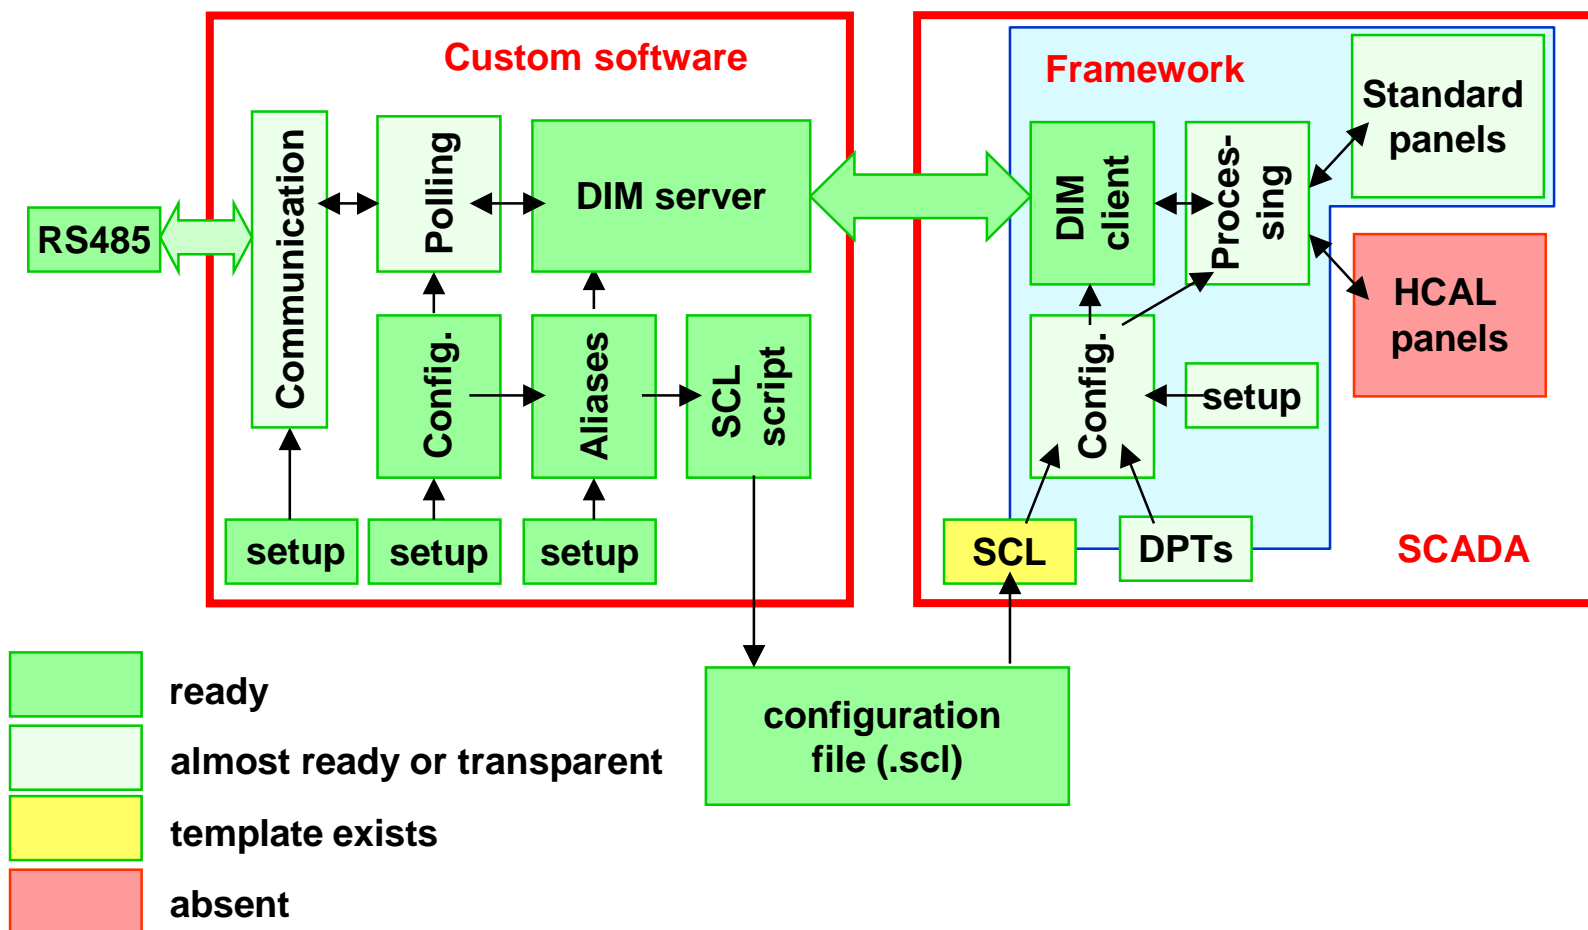 Custom software
Communication
Polling
DIM server
RS485
Config.
Aliases
SCL
script
setup
setup
setup
Framework
Standard
panels
DIM
client
Proces-
sing
HCAL
panels
Config.
setup
SCL
DPTs
SCADA
configuration
file (.scl)
ready
almost ready or transparent
template exists
absent